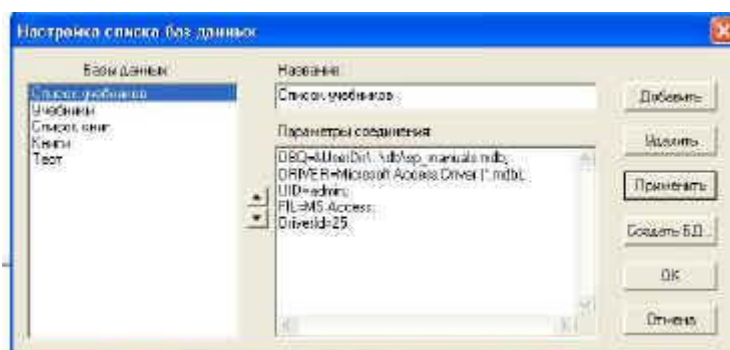 Настройка списка баз данных
Базы данных
Список учебников
Учебники
Список книг
Книги
Тест
Название
Список учебников
Параметры соединения
DBQ=&UserDir\..\db\sp_manuals.mdb;
DRIVER=Microsoft Access Driver (*.mdb);
UID=admin;
FIL=MS Access;
DriverId=25
Добавить
Удалить
Применить
Создать БД...
OK
Отмена